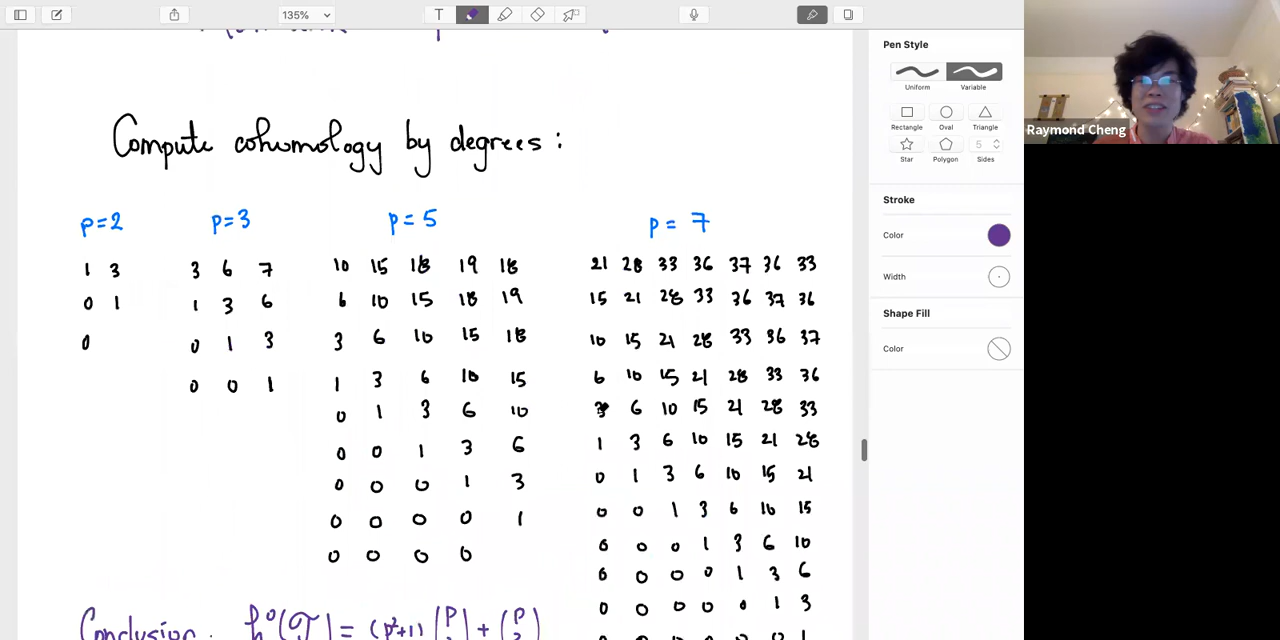 135%
T
Pen Style
Uniform Variable
Rectangle Oval Triangle
5
Star Polygon Sides
Stroke
Color
Width
Shape Fill
Color
Raymond Cheng
Compute cohomology by degrees :
p=2 p=3 p=5 p=7
1 3 3 6 7 10 15 18 19 18 21 28 33 36 37 36 33
0 1 1 3 6 6 10 15 18 19 15 21 28 33 36 37 36
0 0 1 3 3 6 10 15 18 10 15 21 28 33 36 37
0 0 1 1 3 6 10 15 6 10 15 21 28 33 36
0 1 3 6 10 3 6 10 15 21 28 33
0 0 1 3 6 1 3 6 10 15 21 28
0 0 0 1 3 0 1 3 6 10 15 21
0 0 0 0 1 0 0 1 3 6 10 15
0 0 0 0 0 0 0 1 3 6 10
0 0 0 0 1 3 6
0 0 0 0 0 1 3
Conclusion: h⁰(T) = (p²+1)